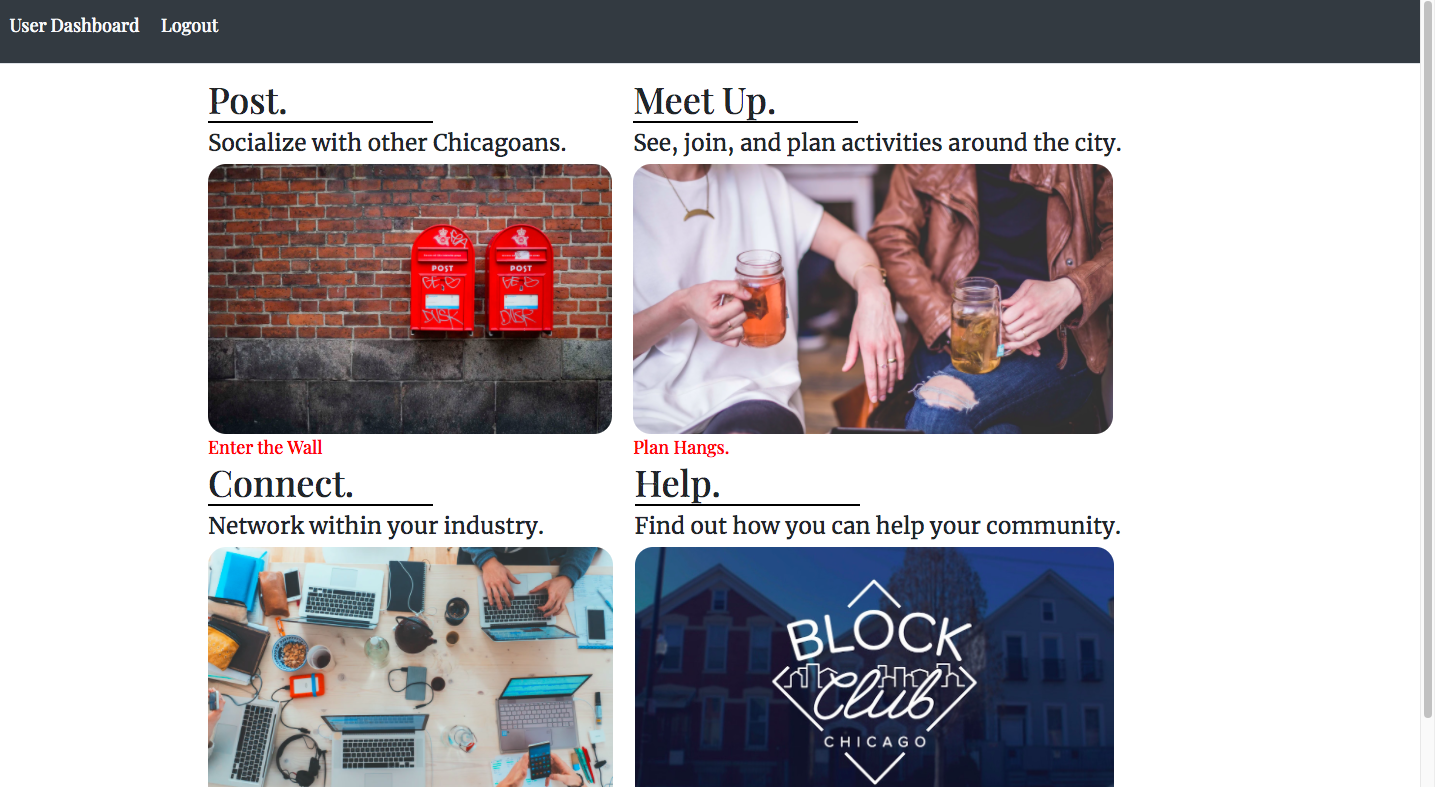 User Dashboard Logout
Post.
Socialize with other Chicagoans.
POST POST
Enter the Wall
Meet Up.
See, join, and plan activities around the city.
Plan Hangs.
Connect.
Network within your industry.
Help.
Find out how you can help your community.
BLOCK
Club
CHICAGO